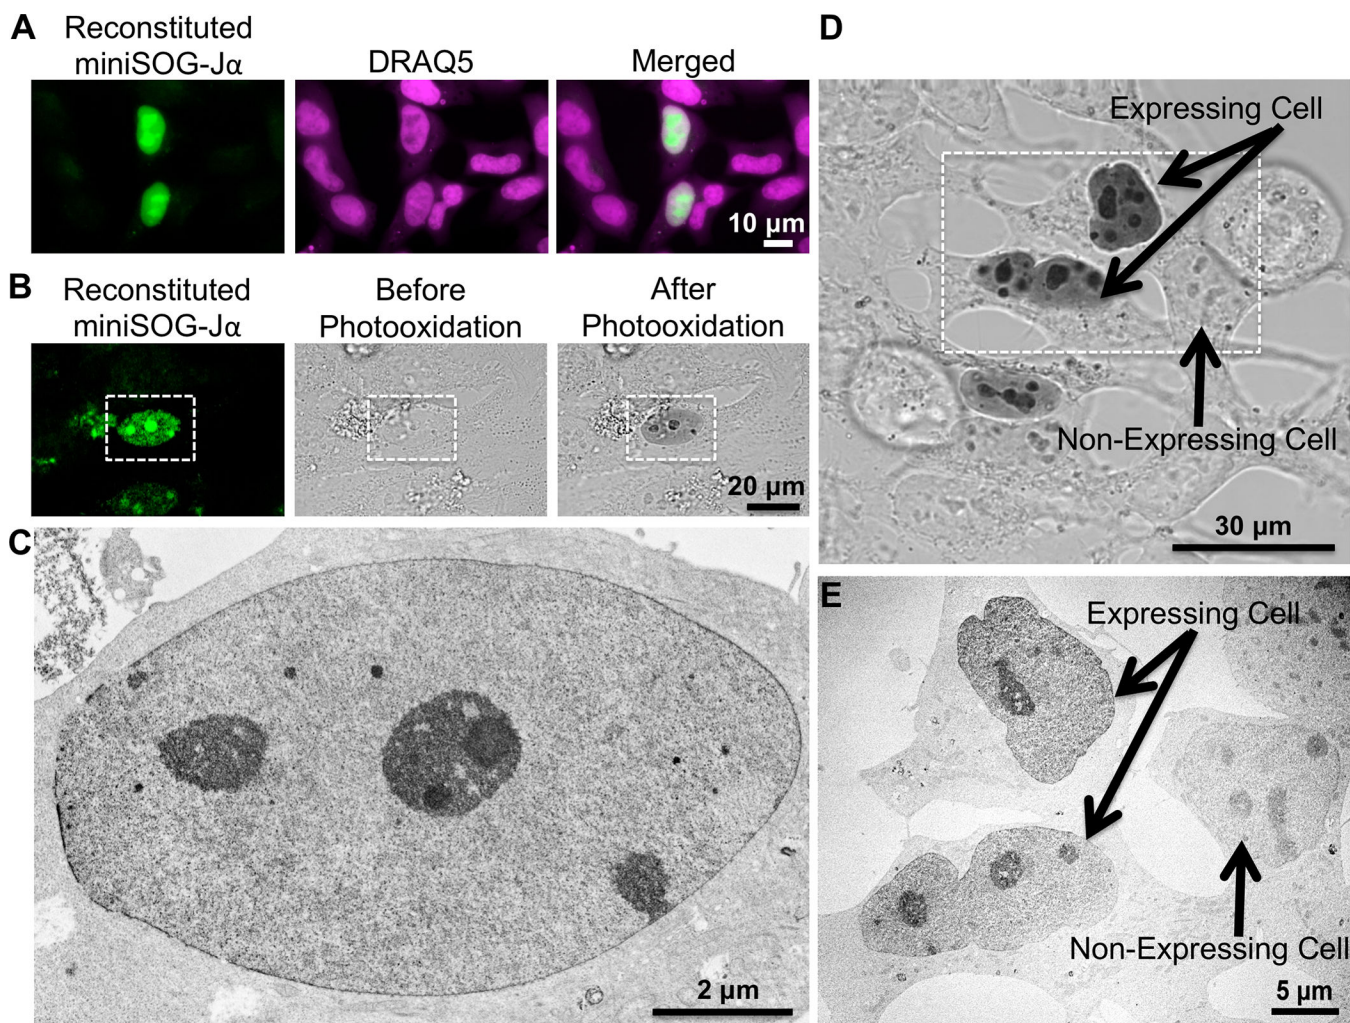 A
Reconstituted
miniSOG-Jα
DRAQ5
Merged
10 µm
B
Reconstituted
miniSOG-Jα
Before
Photooxidation
After
Photooxidation
20 µm
C
2 µm
D
Expressing Cell
Non-Expressing Cell
30 µm
E
Expressing Cell
Non-Expressing Cell
5 µm